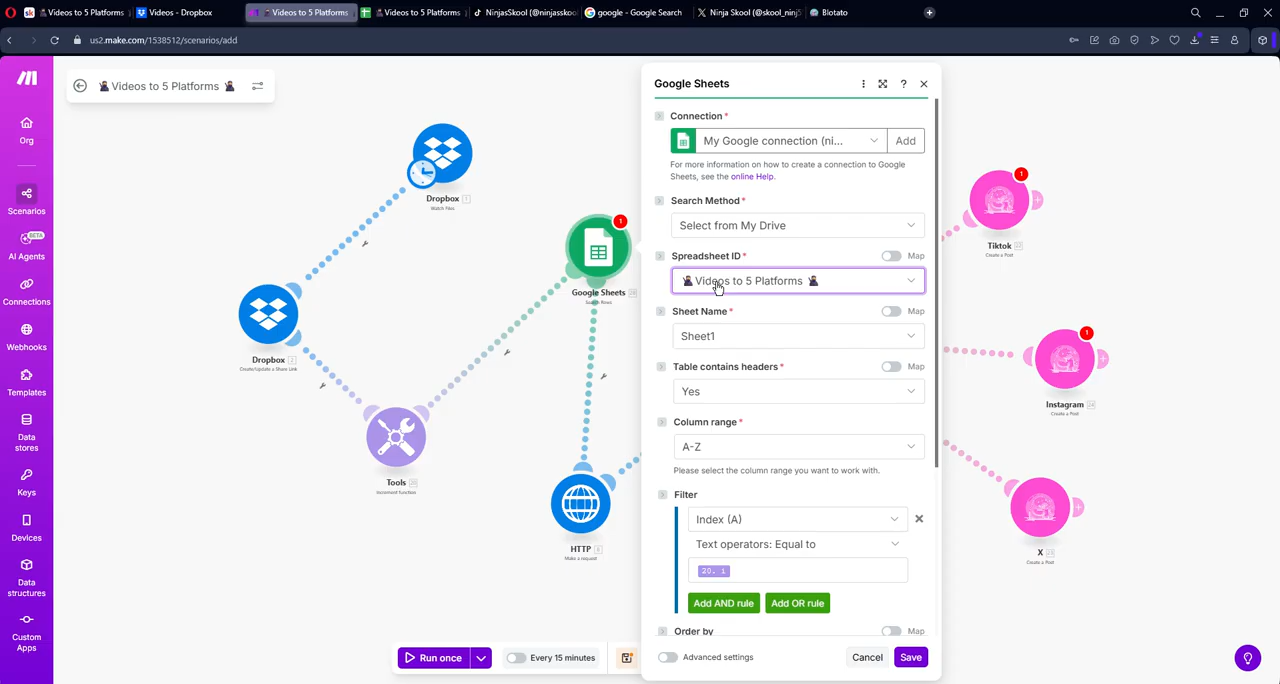 Videos to 5 Platforms
Videos - Dropbox
Videos to 5 Platforms
Videos to 5 Platforms
NinjasSkool (@ninjasskoo
google - Google Search
Ninja Skool (@skool_ninj
Blotato
us2.make.com/1538512/scenarios/add
Org
Scenarios
BETA
AI Agents
Connections
Webhooks
Templates
Data
stores
Keys
Devices
Data
structures
Custom
Apps
Videos to 5 Platforms
Dropbox 7
Watch Files
Dropbox 2
Create/Update a Share Link
Tools 20
Increment function
1
Google Sheets
Search Rows
HTTP
Make a request
Run once
Every 15 minutes
Google Sheets
Connection *
My Google connection (ni...
Add
For more information on how to create a connection to Google
Sheets, see the online Help.
Search Method *
Select from My Drive
Spreadsheet ID *
Map
Videos to 5 Platforms
Sheet Name *
Map
Sheet1
Table contains headers *
Map
Yes
Column range *
A-Z
Please select the column range you want to work with.
Filter
Index (A)
Text operators: Equal to
20. i
Add AND rule
Add OR rule
Order by
Map
Advanced settings
Cancel
Save
1
Tiktok
Create a Post
1
Instagram
Create a Post
X
Create a Post